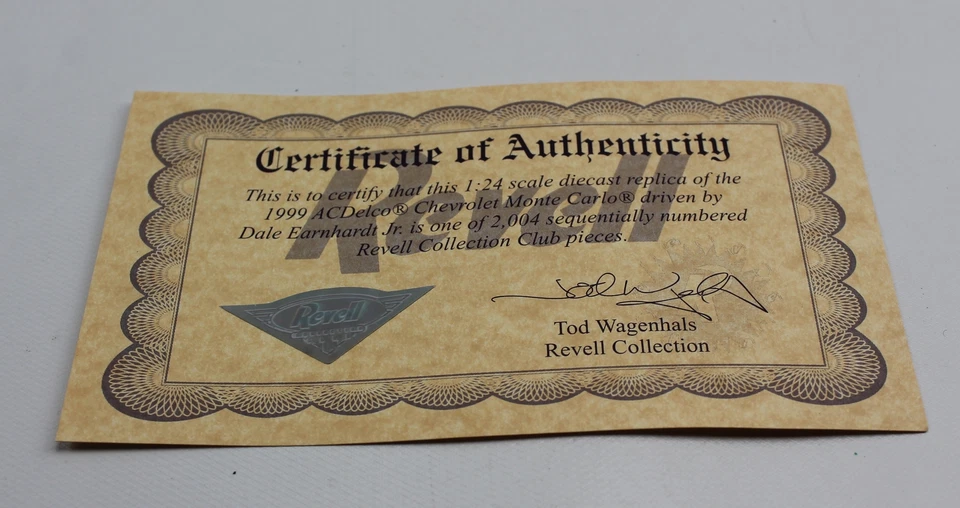 Certificate of Authenticity
Revell
This is to certify that this 1:24 scale diecast replica of the
1999 ACDelco® Chevrolet Monte Carlo® driven by
Dale Earnhardt Jr. is one of 2,004 sequentially numbered
Revell Collection Club pieces.
Revell
Tod Wagenhals
Revell Collection